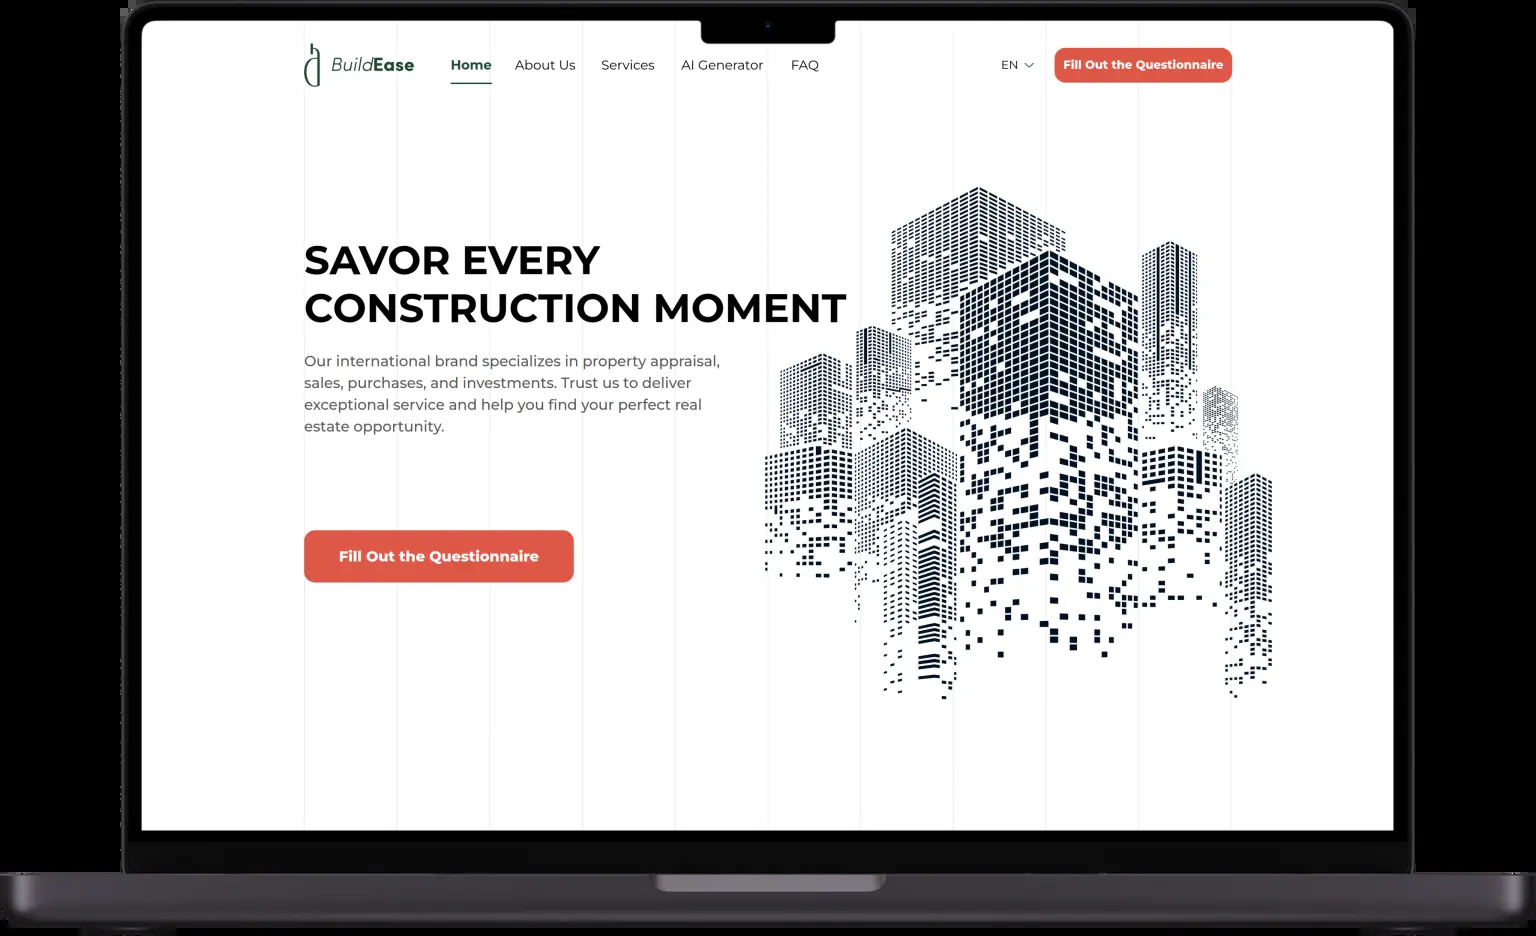 BuildEase
Home
About Us
Services
AI Generator
FAQ
EN
Fill Out the Questionnaire
SAVOR EVERY
CONSTRUCTION MOMENT
Our international brand specializes in property appraisal,
sales, purchases, and investments. Trust us to deliver
exceptional service and help you find your perfect real
estate opportunity.
Fill Out the Questionnaire